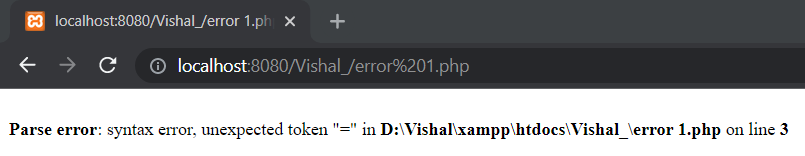 localhost:8080/Vishal_/error 1.ph
localhost:8080/Vishal_/error%201.php
Parse error: syntax error, unexpected token "=" in D:\Vishal\xampp\htdocs\Vishal_\error 1.php on line 3